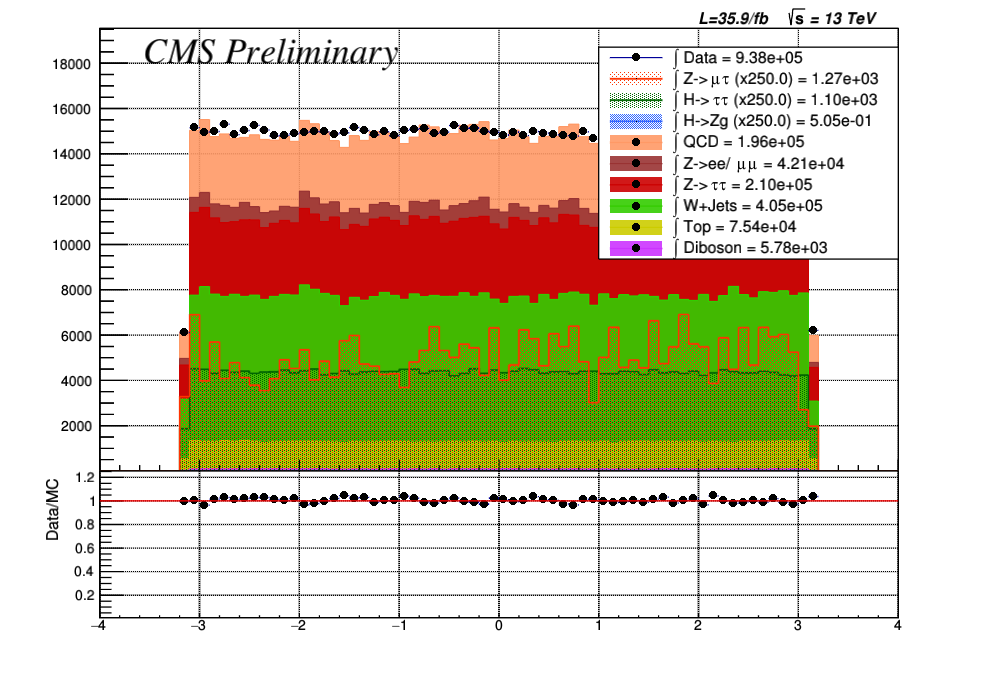 L=35.9/fb √s = 13 TeV
CMS Preliminary
∫ Data = 9.38e+05
∫ Z->μτ (x250.0) = 1.27e+03
∫ H->ττ (x250.0) = 1.10e+03
∫ H->Zg (x250.0) = 5.05e-01
∫ QCD = 1.96e+05
∫ Z->ee/ μμ = 4.21e+04
∫ Z->ττ = 2.10e+05
∫ W+Jets = 4.05e+05
∫ Top = 7.54e+04
∫ Diboson = 5.78e+03
18000
16000
14000
12000
10000
8000
6000
4000
2000
Data/MC
1.2
1
0.8
0.6
0.4
0.2
−4 −3 −2 −1 0 1 2 3 4